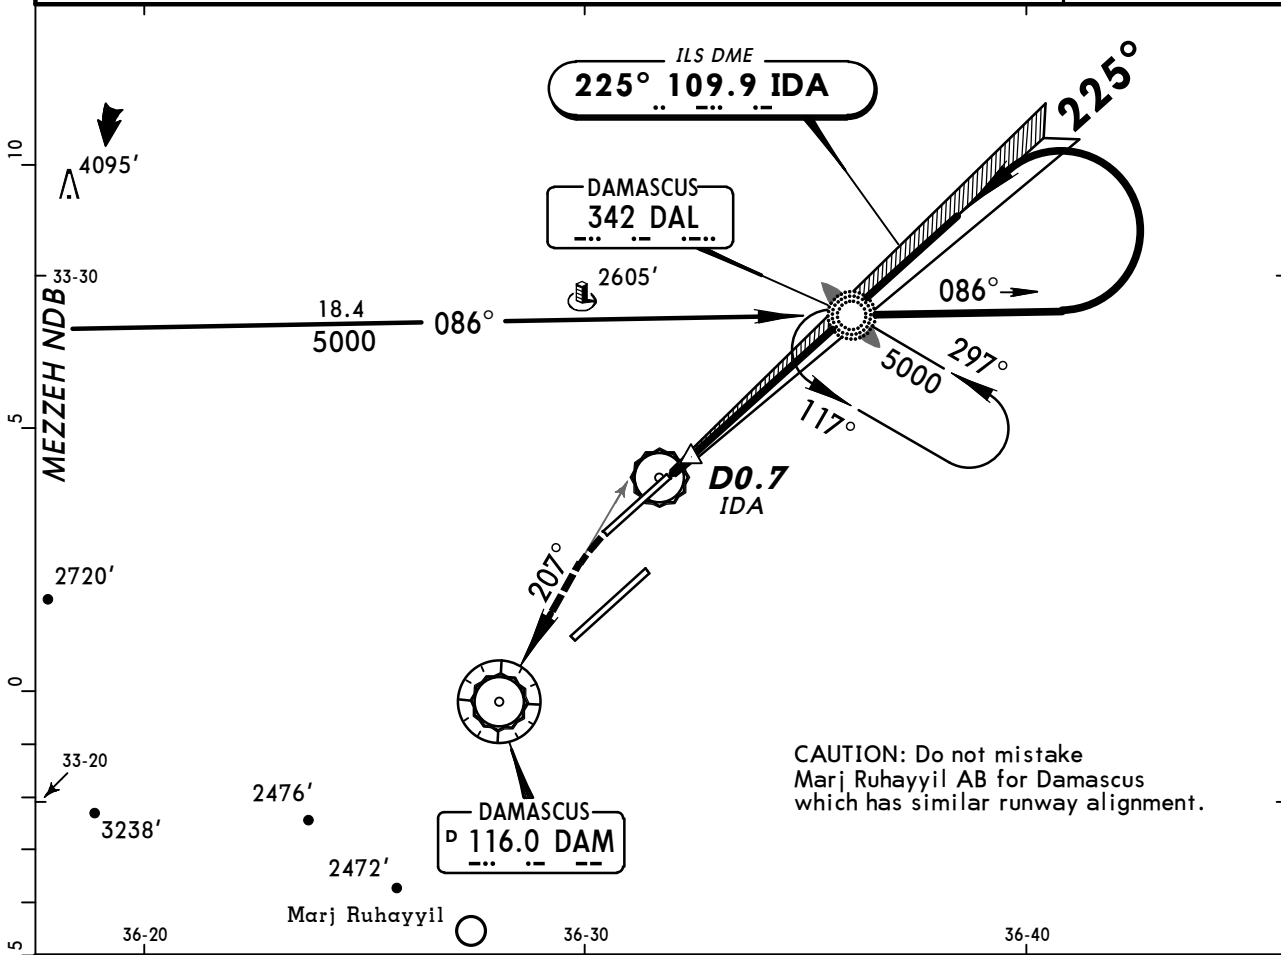 ILS DME
225° 109.9 IDA
225°
10
4095'
DAMASCUS
342 DAL
33-30
2605'
086°
MEZZEH NDB
18.4
5000
086°
297°
5000
117°
5
D0.7
IDA
207°
2720'
0
33-20
CAUTION: Do not mistake
Marj Ruhayyil AB for Damascus
which has similar runway alignment.
2476'
3238'
DAMASCUS
D 116.0 DAM
2472'
Marj Ruhayyil
5
36-20
36-30
36-40